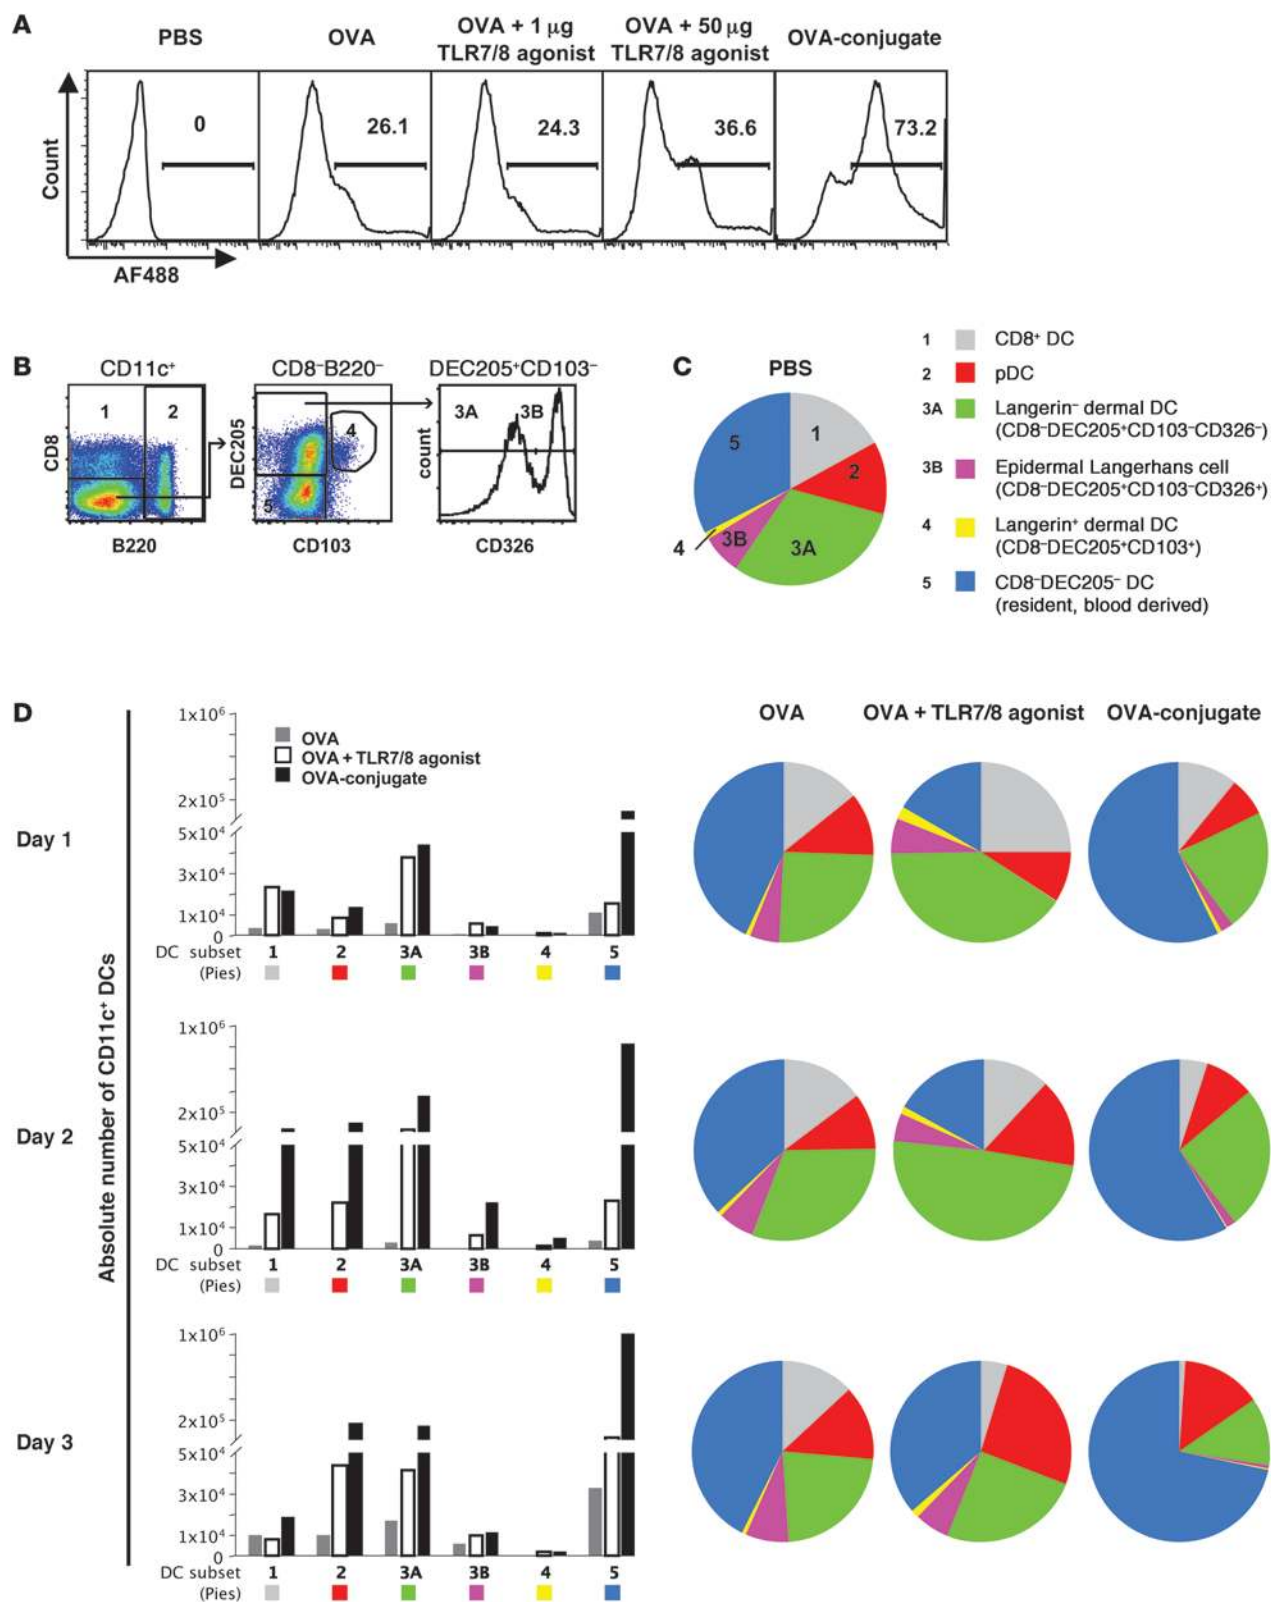 A
PBS
OVA
OVA + 1 μg
TLR7/8 agonist
OVA + 50 μg
TLR7/8 agonist
OVA-conjugate
0
26.1
24.3
36.6
73.2
Count
AF488
B
CD11c⁺
CD8⁻B220⁻
DEC205⁺CD103⁻
1
2
4
5
3A
3B
CD8
B220
DEC205
CD103
count
CD326
C
PBS
1
2
3A
3B
4
5
1 CD8⁺ DC
2 pDC
3A Langerin⁻ dermal DC
(CD8⁻DEC205⁺CD103⁻CD326⁻)
3B Epidermal Langerhans cell
(CD8⁻DEC205⁺CD103⁻CD326⁺)
4 Langerin⁺ dermal DC
(CD8⁻DEC205⁺CD103⁺)
5 CD8⁻DEC205⁻ DC
(resident, blood derived)
D
Absolute number of CD11c⁺ DCs
OVA
OVA + TLR7/8 agonist
OVA-conjugate
OVA
OVA + TLR7/8 agonist
OVA-conjugate
Day 1
1x10⁶
2x10⁵
5x10⁴
3x10⁴
1x10⁴
0
DC subset 1 2 3A 3B 4 5
(Pies)
Day 2
1x10⁶
2x10⁵
5x10⁴
3x10⁴
1x10⁴
0
DC subset 1 2 3A 3B 4 5
(Pies)
Day 3
1x10⁶
2x10⁵
5x10⁴
3x10⁴
1x10⁴
0
DC subset 1 2 3A 3B 4 5
(Pies)